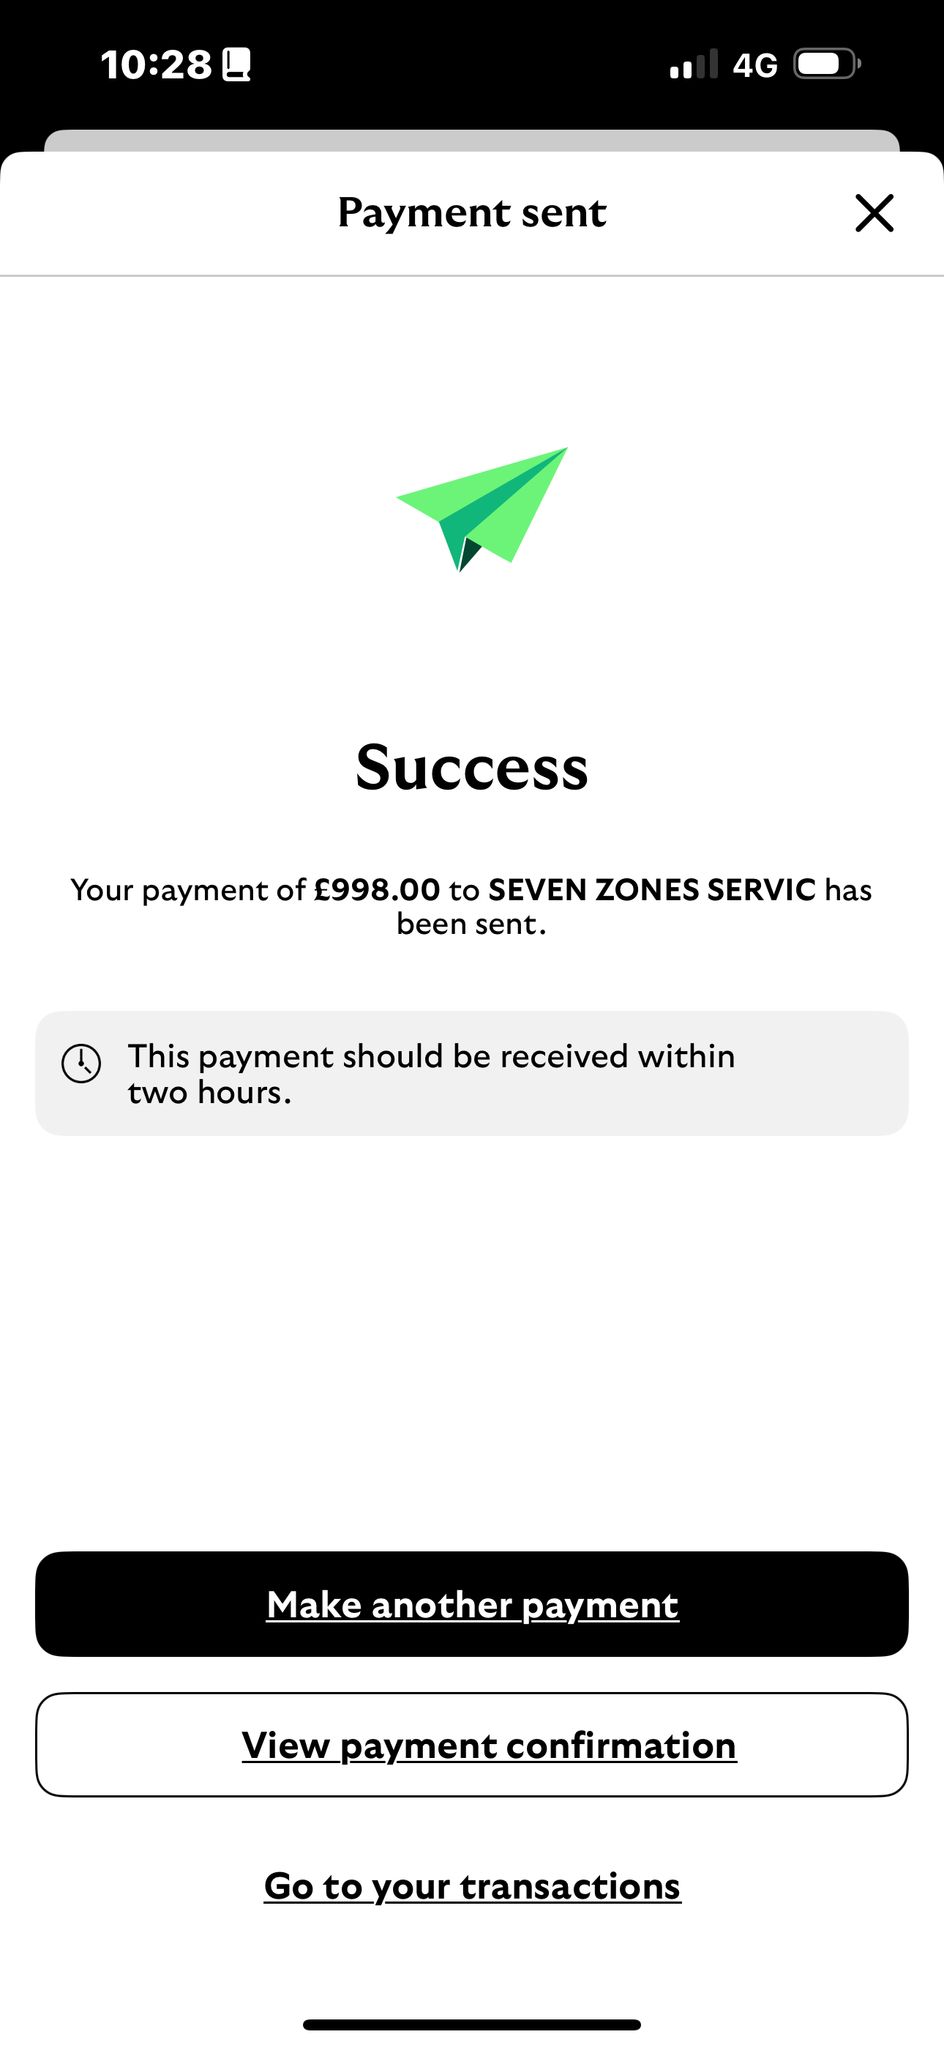 10:28
4G
Payment sent
Success
Your payment of £998.00 to SEVEN ZONES SERVIC has
been sent.
This payment should be received within
two hours.
Make another payment
View payment confirmation
Go to your transactions